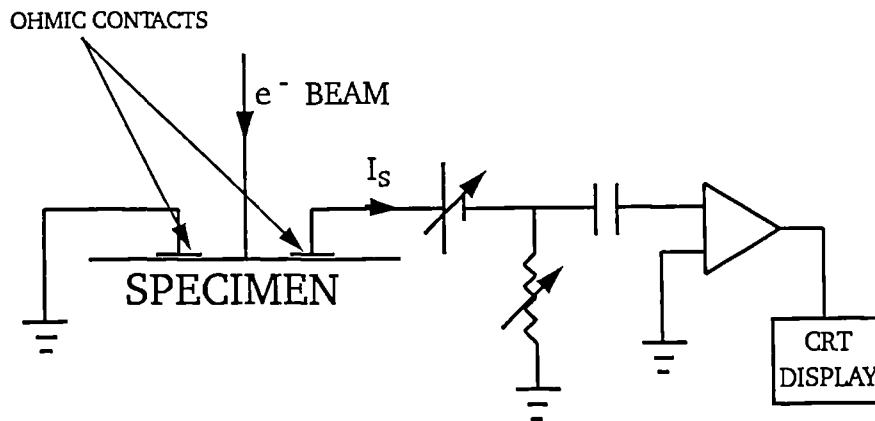 OHMIC CONTACTS
e⁻ BEAM
I_S
SPECIMEN
CRT
DISPLAY